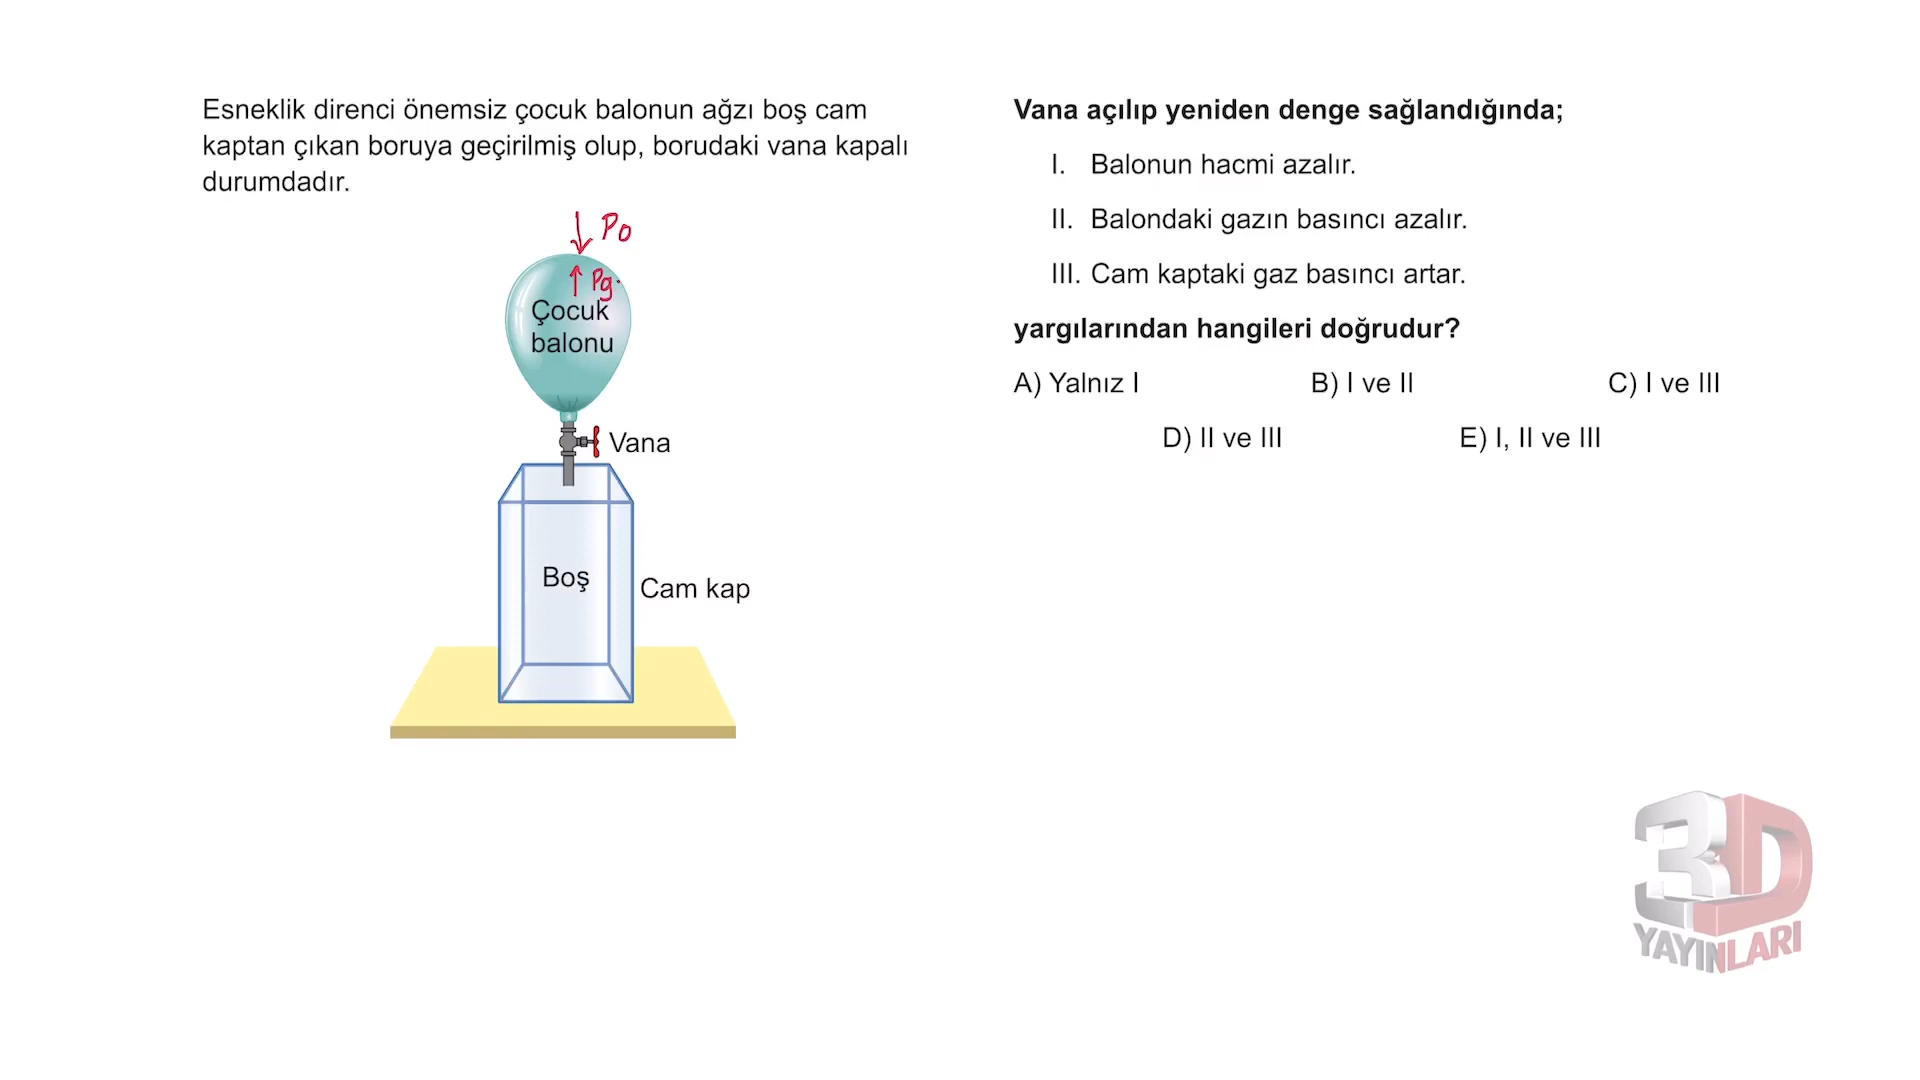 Esneklik direnci önemsiz çocuk balonun ağzı boş cam
kaptan çıkan boruya geçirilmiş olup, borudaki vana kapalı
durumdadır.
Po
Pg.
Çocuk
balonu
Vana
Boş
Cam kap
Vana açılıp yeniden denge sağlandığında;
I. Balonun hacmi azalır.
II. Balondaki gazın basıncı azalır.
III. Cam kaptaki gaz basıncı artar.
yargılarından hangileri doğrudur?
A) Yalnız I B) I ve II C) I ve III
D) II ve III E) I, II ve III
3D
YAYINLARI